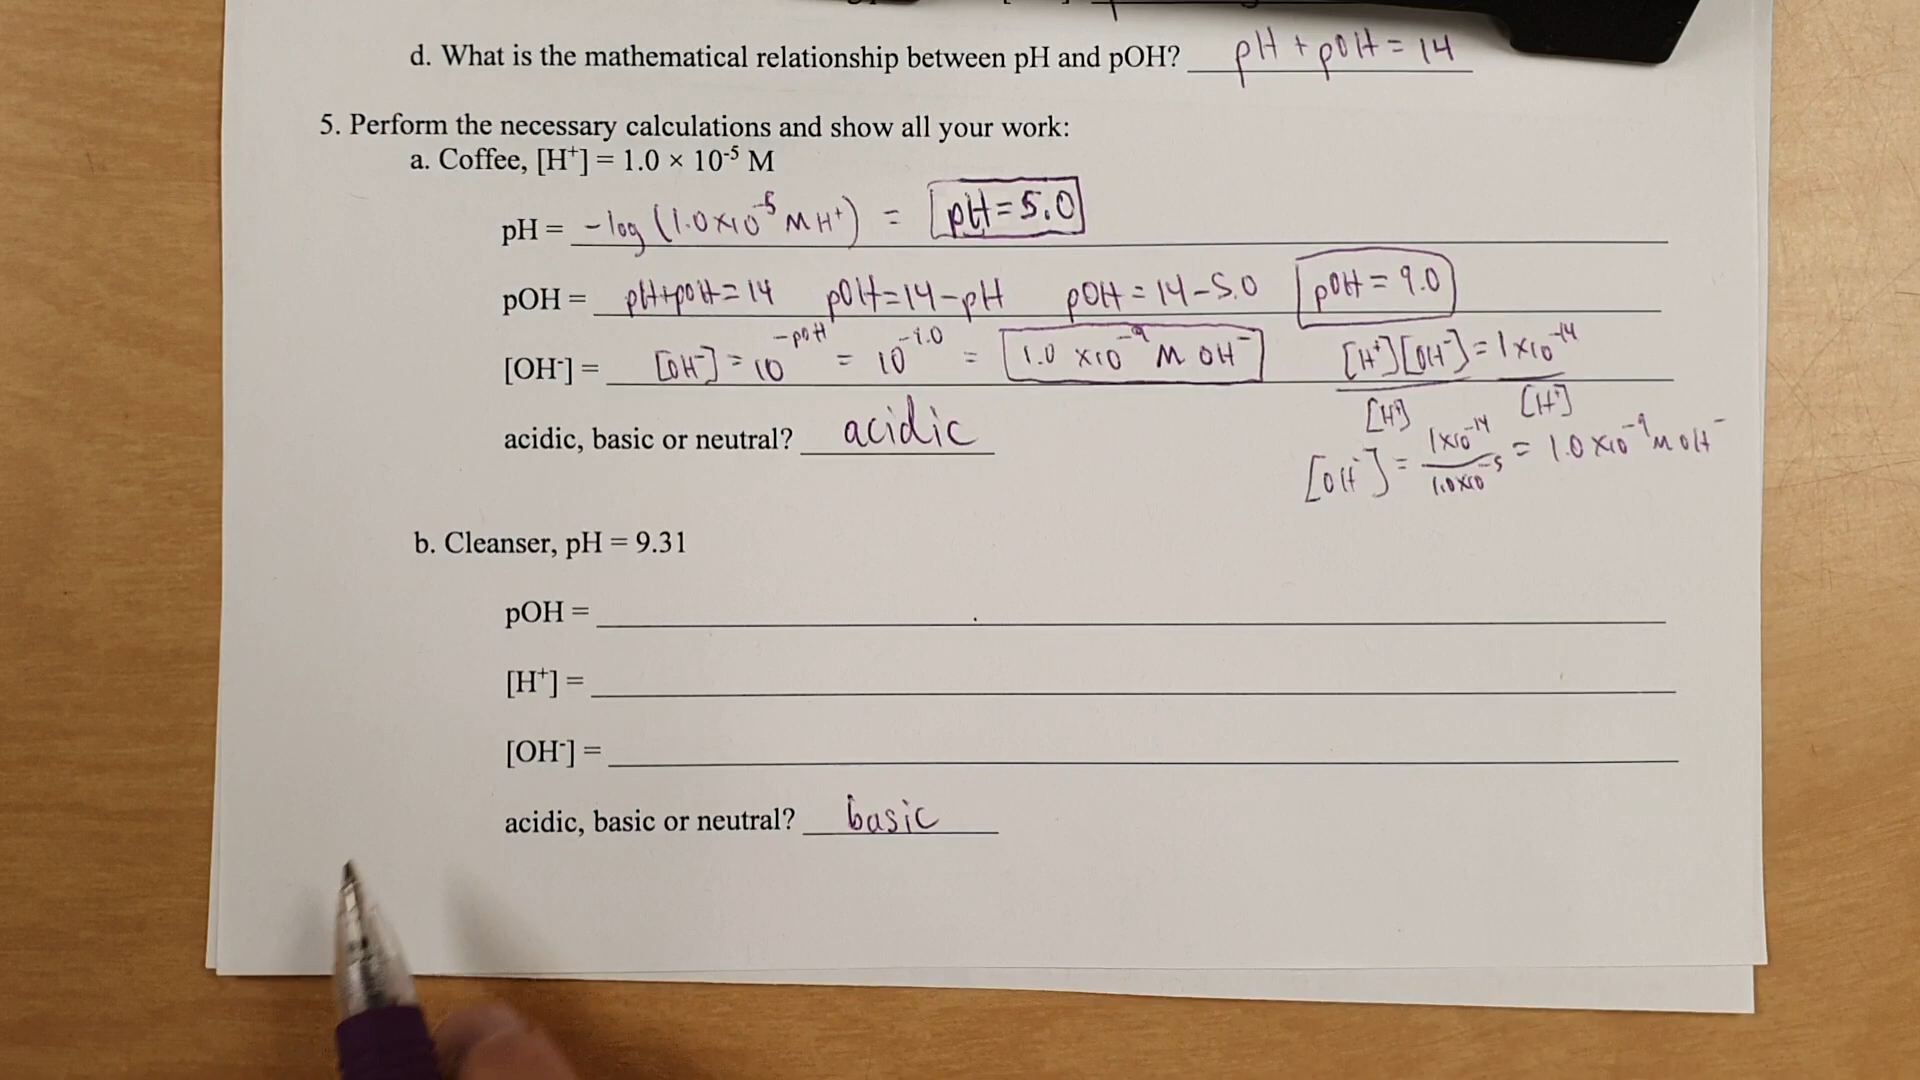 d. What is the mathematical relationship between pH and pOH? pH + pOH = 14
5. Perform the necessary calculations and show all your work:
a. Coffee, [H⁺] = 1.0 × 10⁻⁵ M
pH = -log (1.0×10⁻⁵ M H⁺) = pH = 5.0
pOH = pH+pOH = 14 pOH = 14 - pH pOH = 14 - 5.0 pOH = 9.0
[OH⁻] = [OH⁻] = 10⁻ᵖᴼᴴ = 10⁻⁹·⁰ = 1.0 ×10⁻⁹ M OH⁻ [H⁺][OH⁻] = 1×10⁻¹⁴
[H⁺] [H⁺]
acidic, basic or neutral? acidic
[OH⁻] = 1×10⁻¹⁴ / 1.0×10⁻⁵ = 1.0 ×10⁻⁹ M OH⁻
b. Cleanser, pH = 9.31
pOH =
[H⁺] =
[OH⁻] =
acidic, basic or neutral? basic